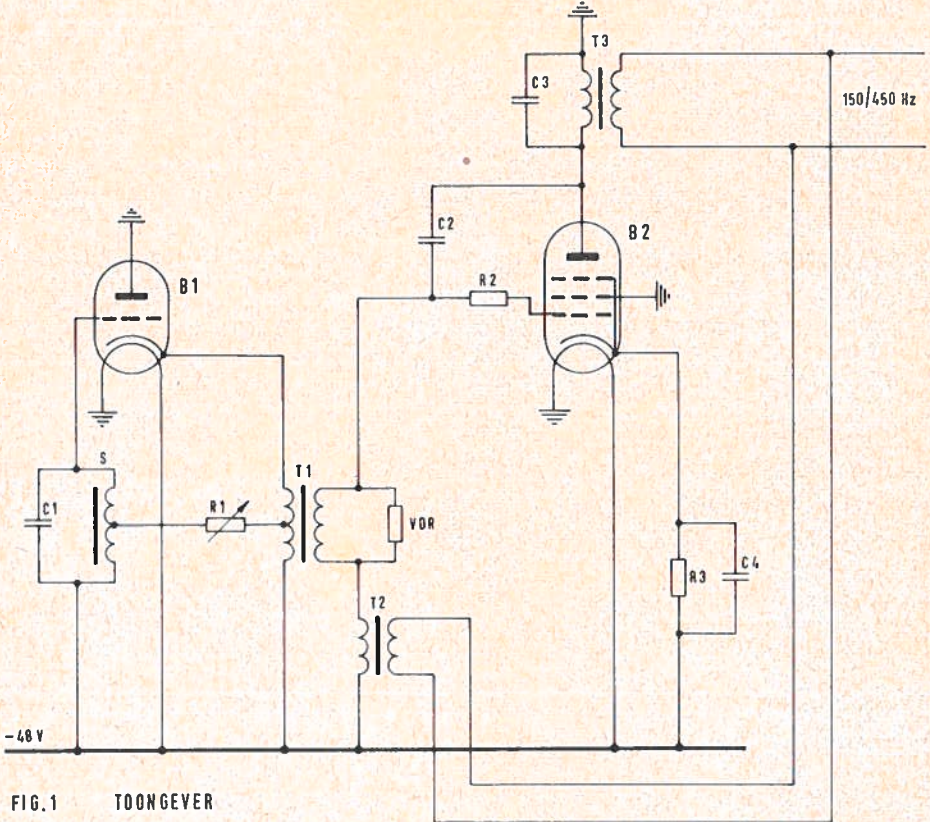 T3
C3
150/450 Hz
C2
B2
B1
R2
S
T1
C1
R1
VDR
T2
R3
C4
-48V
FIG.1 TOONGEVER